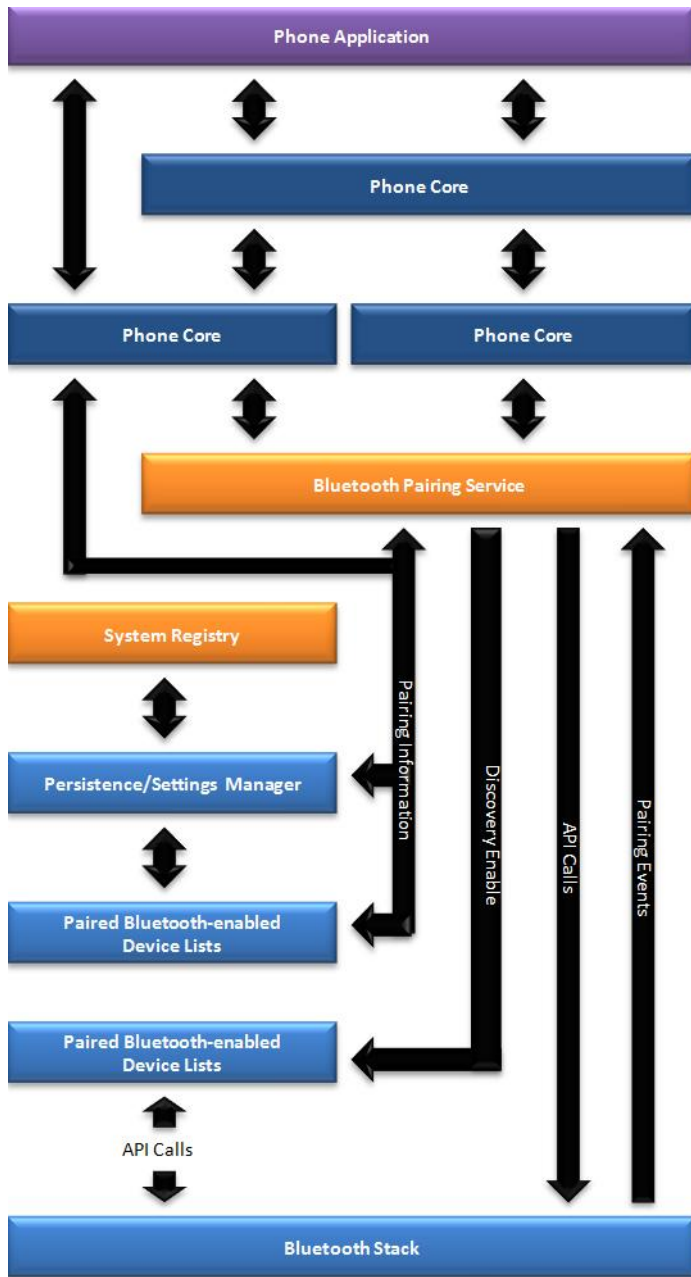 Phone Application
Phone Core
Phone Core
Phone Core
Bluetooth Pairing Service
System Registry
Pairing Information
Discovery Enable
API Calls
Pairing Events
Persistence/Settings Manager
Paired Bluetooth-enabled
Device Lists
Paired Bluetooth-enabled
Device Lists
API Calls
Bluetooth Stack